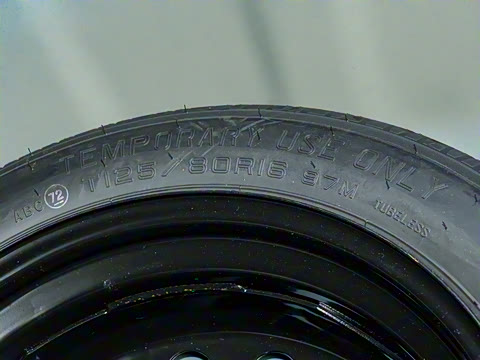 TEMPORARY USE ONLY
T125/80R16 97M TUBELESS
ABC 72